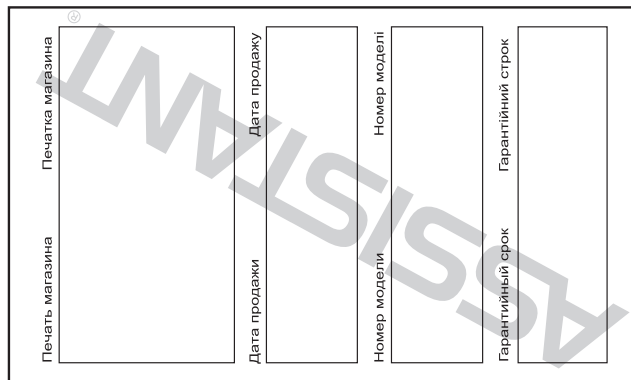 Печать магазина Печатка магазина
Дата продажи Дата продажу
Номер модели Номер моделі
Гарантийный срок Гарантійний строк
ASSISTANT®